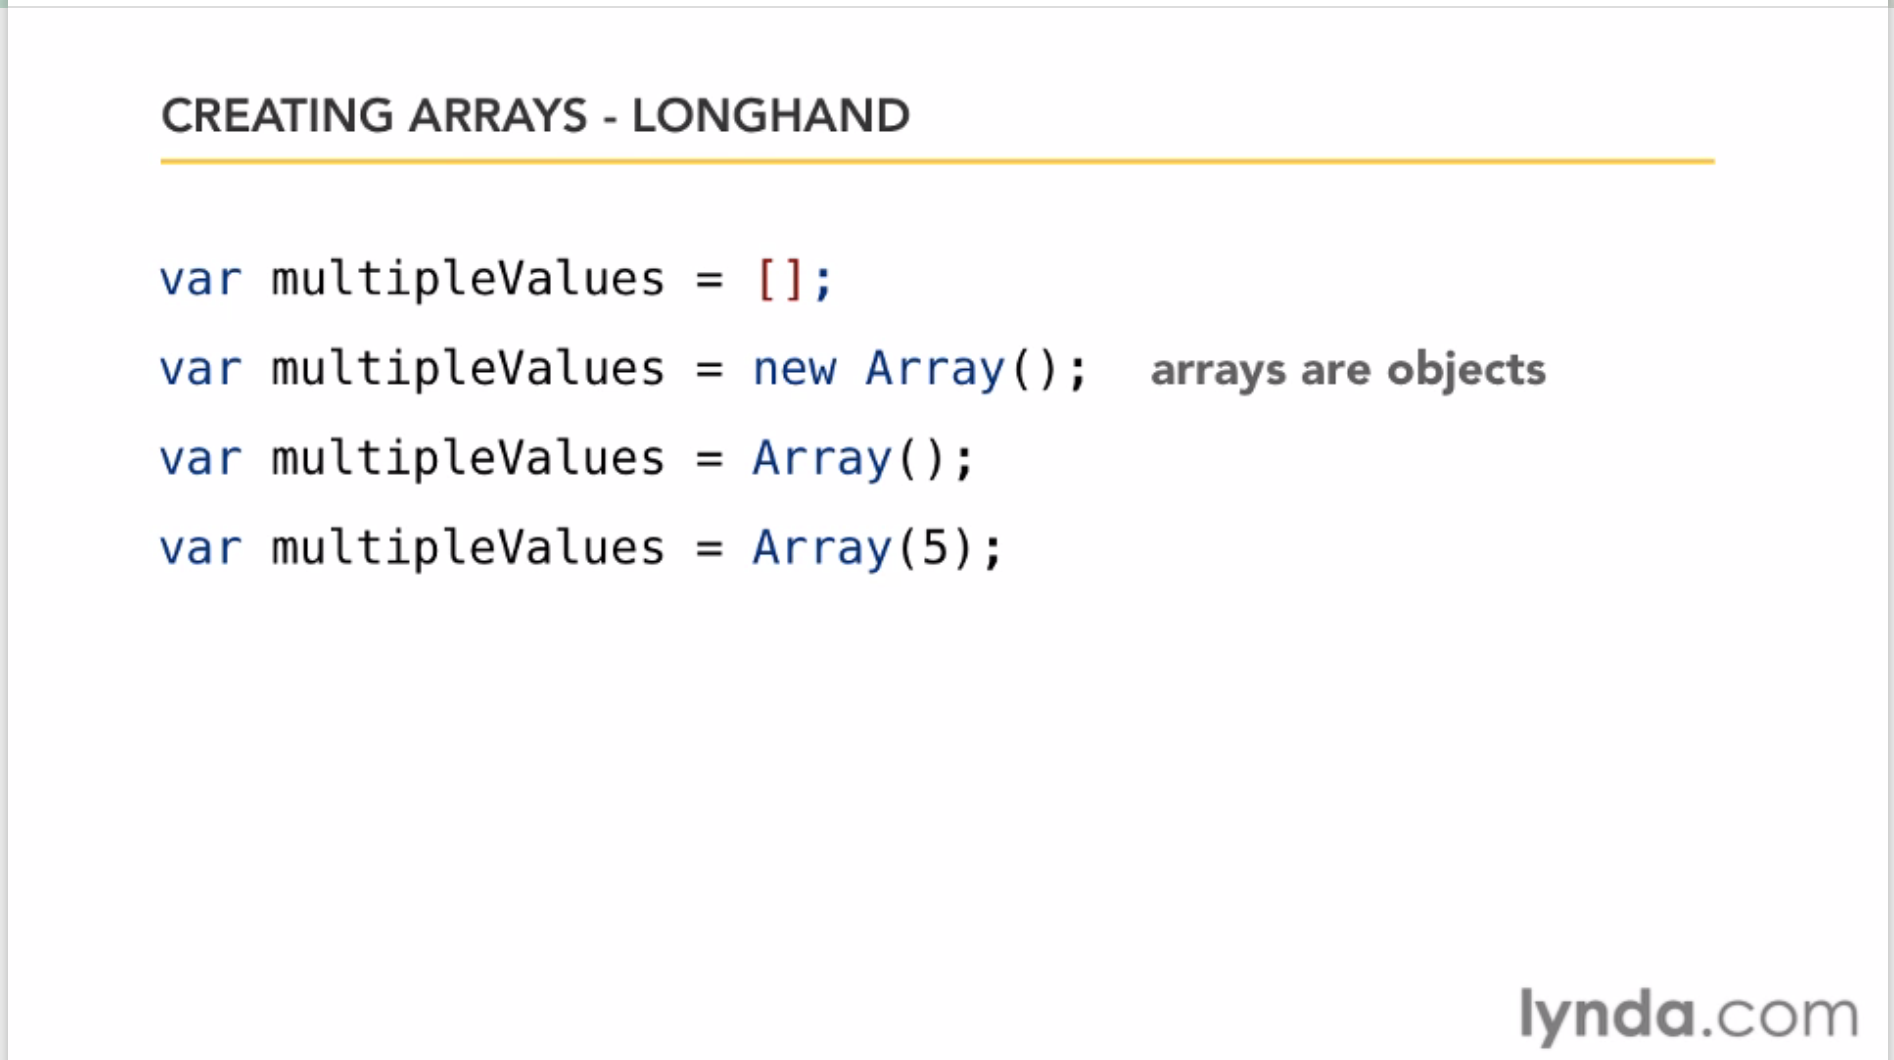 CREATING ARRAYS - LONGHAND
var multipleValues = [];
var multipleValues = new Array(); arrays are objects
var multipleValues = Array();
var multipleValues = Array(5);
lynda.com